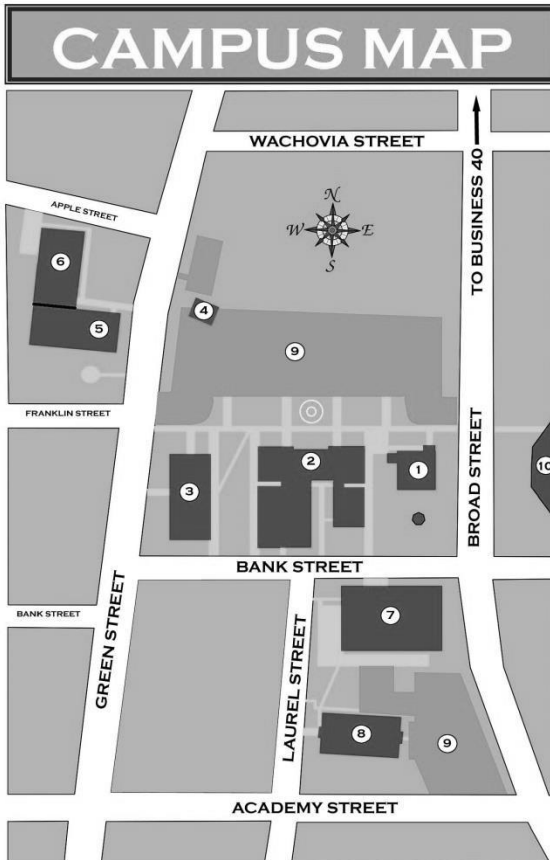 CAMPUS MAP
WACHOVIA STREET
TO BUSINESS 40
N
W E
S
APPLE STREET
6
4
5
9
FRANKLIN STREET
BROAD STREET
2
1
10
3
BANK STREET
BANK STREET
GREEN STREET
7
LAUREL STREET
8
9
ACADEMY STREET